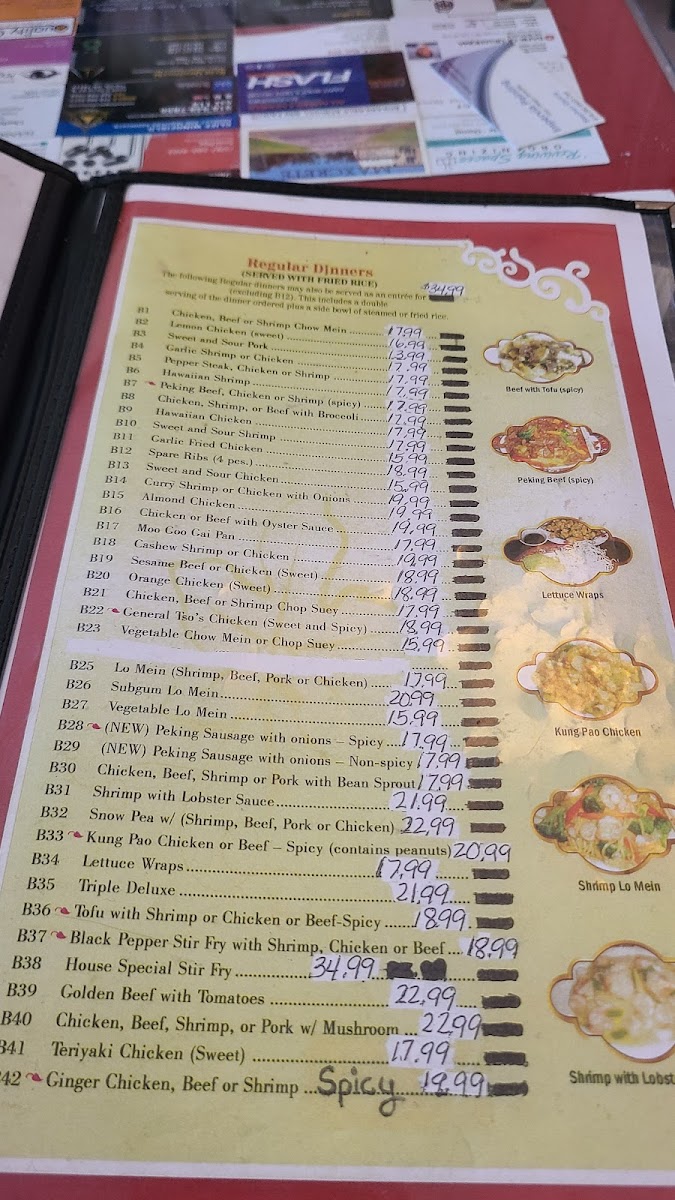 Quality
FLASH
MAXCRETE
Reviving Spaces
ORGANIZING
Regular Dinners
(SERVED WITH FRIED RICE)
The following Regular dinners may also be served as an entrée for $34.99
(excluding B12). This includes a double
serving of the dinner ordered plus a side bowl of steamed or fried rice.
B1 Chicken, Beef or Shrimp Chow Mein 17.99
B2 Lemon Chicken (sweet) 16.99
B3 Sweet and Sour Pork 13.99
B4 Garlic Shrimp or Chicken 17.99
B5 Pepper Steak, Chicken or Shrimp 17.99
B6 Hawaiian Shrimp 17.99
B7 Peking Beef, Chicken or Shrimp (spicy) 17.99
B8 Chicken, Shrimp, or Beef with Broccoli 12.99
B9 Hawaiian Chicken 17.99
B10 Sweet and Sour Shrimp 17.99
B11 Garlic Fried Chicken 15.99
B12 Spare Ribs (4 pcs.) 18.99
B13 Sweet and Sour Chicken 15.99
B14 Curry Shrimp or Chicken with Onions 19.99
B15 Almond Chicken 19.99
B16 Chicken or Beef with Oyster Sauce 19.99
B17 Moo Goo Gai Pan 17.99
B18 Cashew Shrimp or Chicken 19.99
B19 Sesame Beef or Chicken (Sweet) 18.99
B20 Orange Chicken (Sweet) 18.99
B21 Chicken, Beef or Shrimp Chop Suey 17.99
B22 General Tso's Chicken (Sweet and Spicy) 18.99
B23 Vegetable Chow Mein or Chop Suey 15.99
B25 Lo Mein (Shrimp, Beef, Pork or Chicken) 17.99
B26 Subgum Lo Mein 20.99
B27 Vegetable Lo Mein 15.99
B28 (NEW) Peking Sausage with onions – Spicy 17.99
B29 (NEW) Peking Sausage with onions – Non-spicy 17.99
B30 Chicken, Beef, Shrimp or Pork with Bean Sprout 17.99
B31 Shrimp with Lobster Sauce 21.99
B32 Snow Pea w/ (Shrimp, Beef, Pork or Chicken) 22.99
B33 Kung Pao Chicken or Beef – Spicy (contains peanuts) 20.99
B34 Lettuce Wraps 17.99
B35 Triple Deluxe 21.99
B36 Tofu with Shrimp or Chicken or Beef-Spicy 18.99
B37 Black Pepper Stir Fry with Shrimp, Chicken or Beef 18.99
B38 House Special Stir Fry 34.99
B39 Golden Beef with Tomatoes 22.99
B40 Chicken, Beef, Shrimp, or Pork w/ Mushroom 22.99
B41 Teriyaki Chicken (Sweet) 17.99
42 Ginger Chicken, Beef or Shrimp Spicy 19.99
Beef with Tofu (spicy)
Peking Beef (spicy)
Lettuce Wraps
Kung Pao Chicken
Shrimp Lo Mein
Shrimp with Lobst